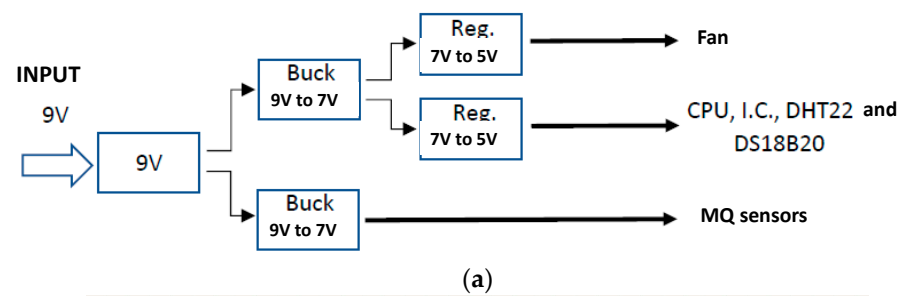 INPUT
9V
9V
Buck
9V to 7V
Reg.
7V to 5V
Fan
Reg.
7V to 5V
CPU, I.C., DHT22 and
DS18B20
Buck
9V to 7V
MQ sensors
(a)